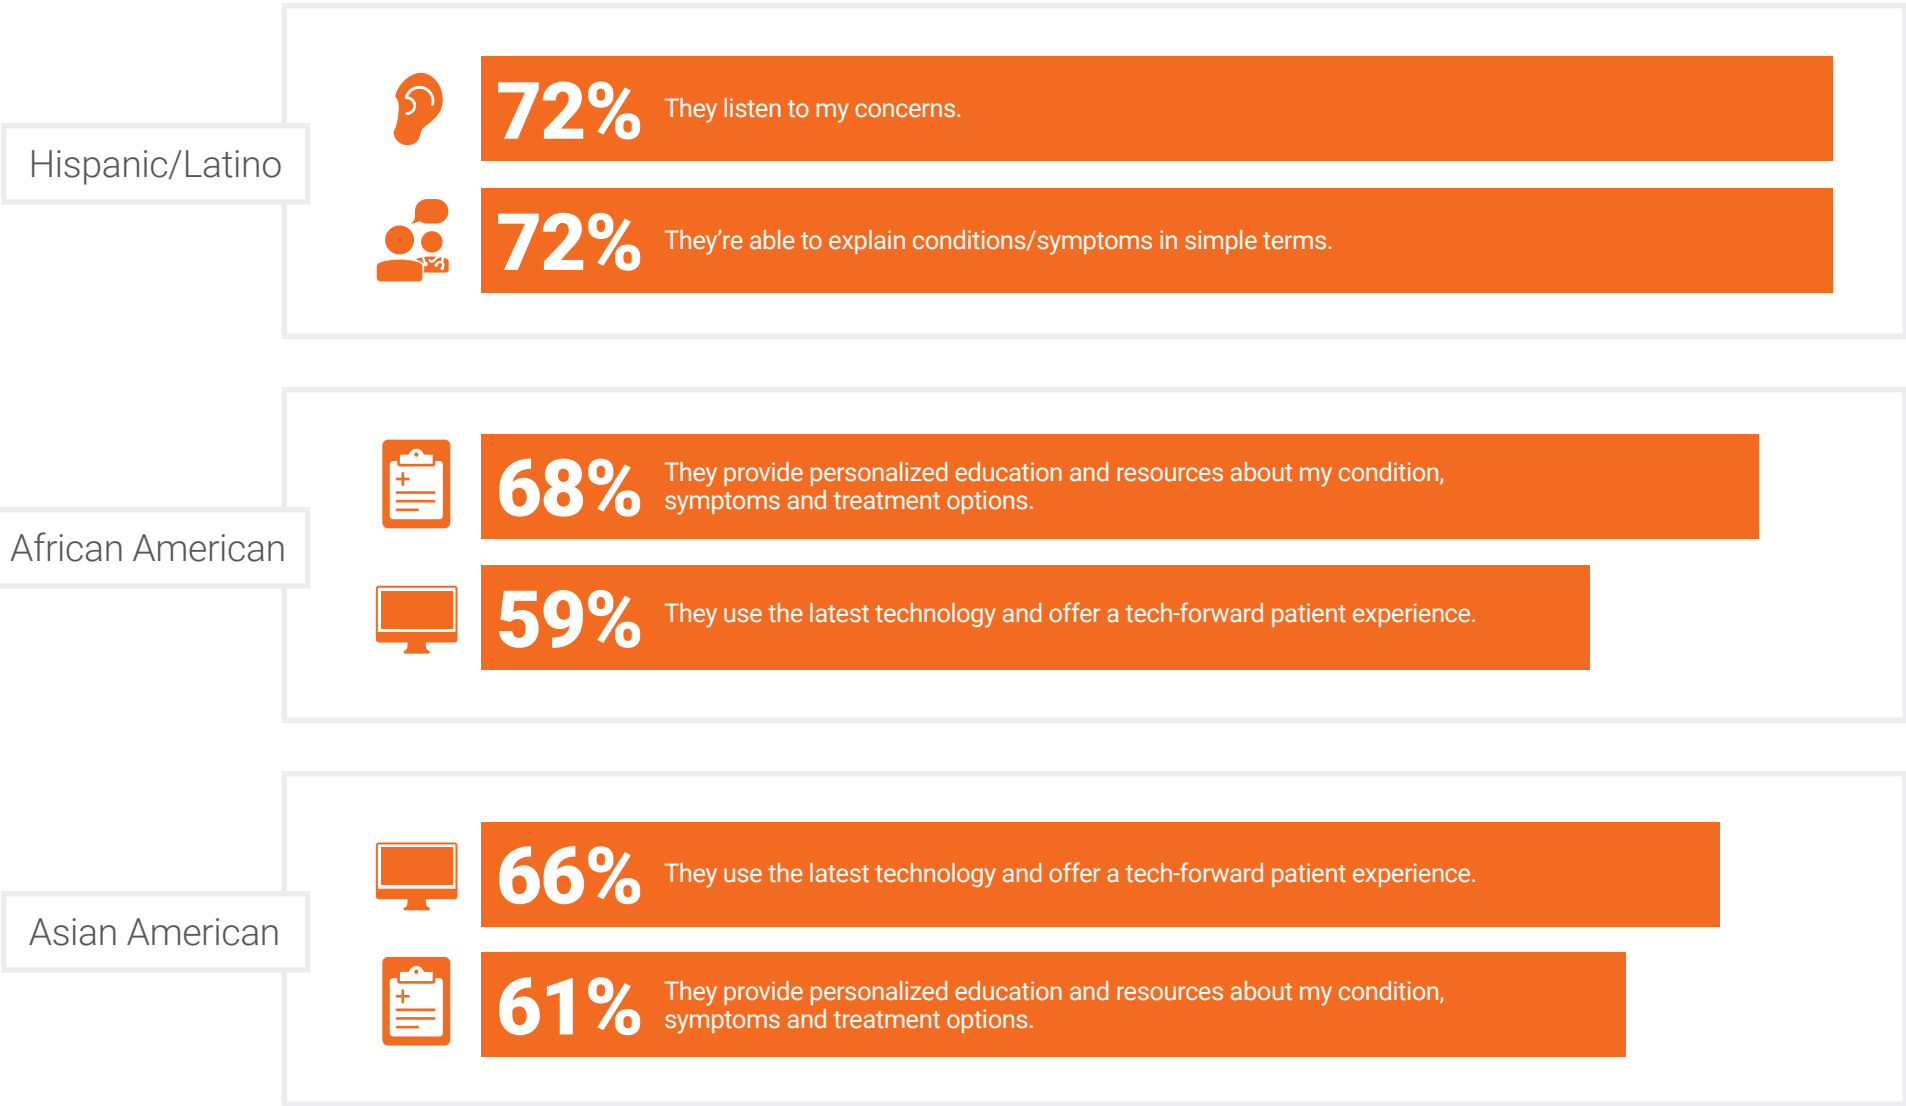 Hispanic/Latino
72% They listen to my concerns.
72% They're able to explain conditions/symptoms in simple terms.
African American
68% They provide personalized education and resources about my condition,
symptoms and treatment options.
59% They use the latest technology and offer a tech-forward patient experience.
Asian American
66% They use the latest technology and offer a tech-forward patient experience.
61% They provide personalized education and resources about my condition,
symptoms and treatment options.